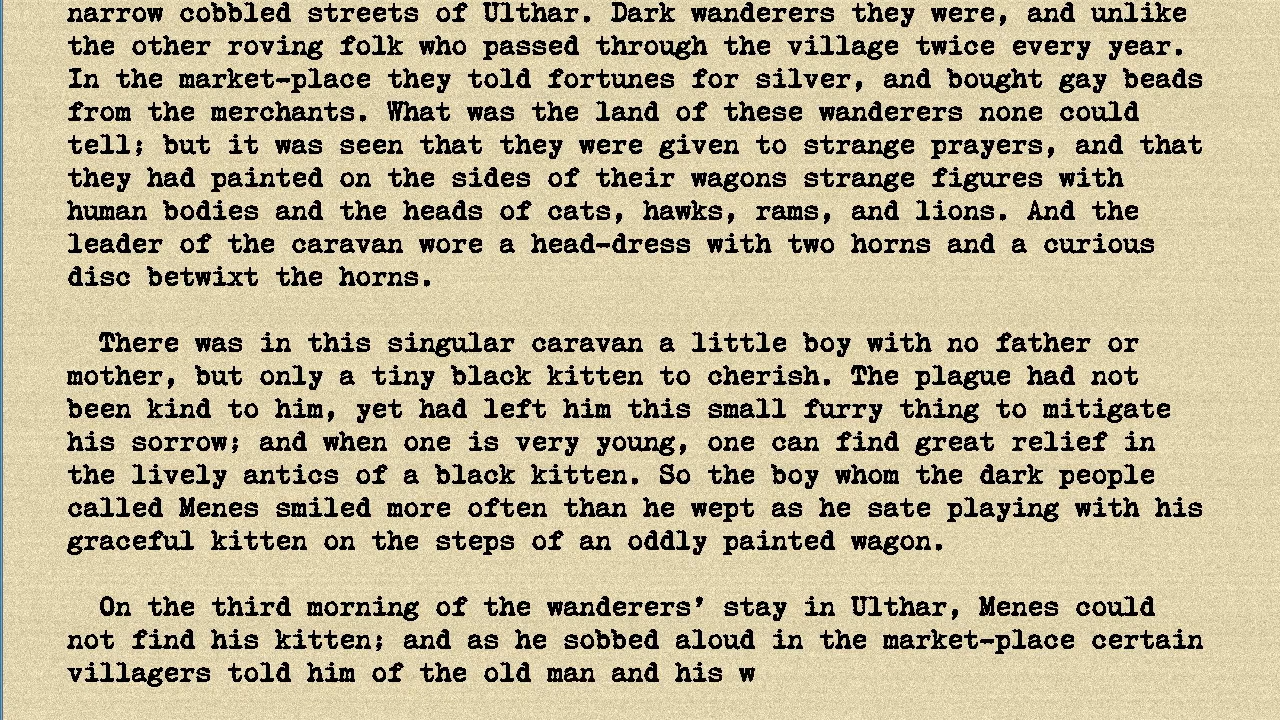 narrow cobbled streets of Ulthar. Dark wanderers they were, and unlike
the other roving folk who passed through the village twice every year.
In the market-place they told fortunes for silver, and bought gay beads
from the merchants. What was the land of these wanderers none could
tell; but it was seen that they were given to strange prayers, and that
they had painted on the sides of their wagons strange figures with
human bodies and the heads of cats, hawks, rams, and lions. And the
leader of the caravan wore a head-dress with two horns and a curious
disc betwixt the horns.
There was in this singular caravan a little boy with no father or
mother, but only a tiny black kitten to cherish. The plague had not
been kind to him, yet had left him this small furry thing to mitigate
his sorrow; and when one is very young, one can find great relief in
the lively antics of a black kitten. So the boy whom the dark people
called Menes smiled more often than he wept as he sate playing with his
graceful kitten on the steps of an oddly painted wagon.
On the third morning of the wanderers' stay in Ulthar, Menes could
not find his kitten; and as he sobbed aloud in the market-place certain
villagers told him of the old man and his w